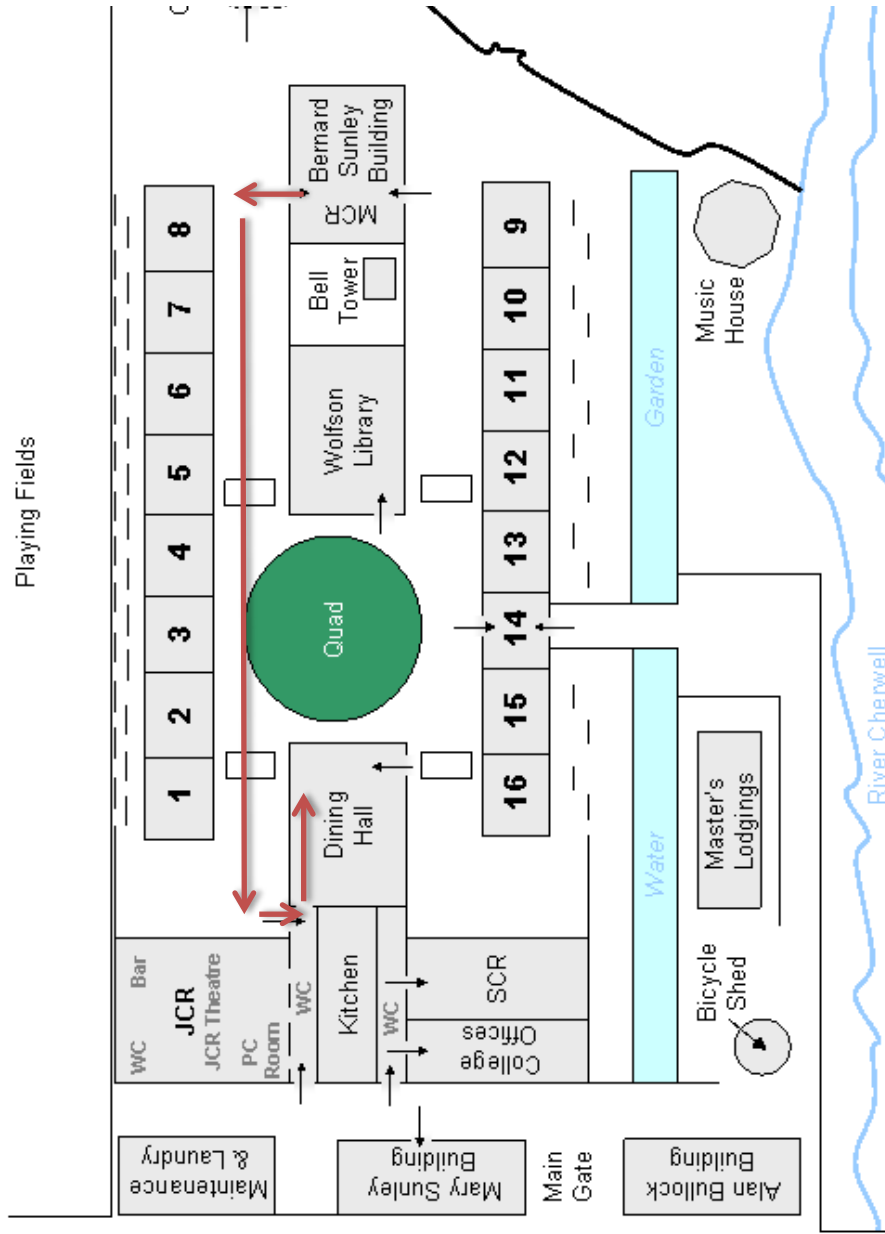 Playing Fields
Maintenance
& Laundry
WC Bar
JCR
JCR Theatre
PC
Room
1
2
3
4
5
6
7
8
WC
Kitchen
WC
Dining
Hall
Quad
Wolfson
Library
Bell
Tower
MCR
Bernard
Sunley
Building
Mary Sunley
Building
College
Offices
SCR
16
15
14
13
12
11
10
9
Main
Gate
Water
Garden
Alan Bullock
Building
Bicycle
Shed
Master's
Lodgings
Music
House
River Cherwell